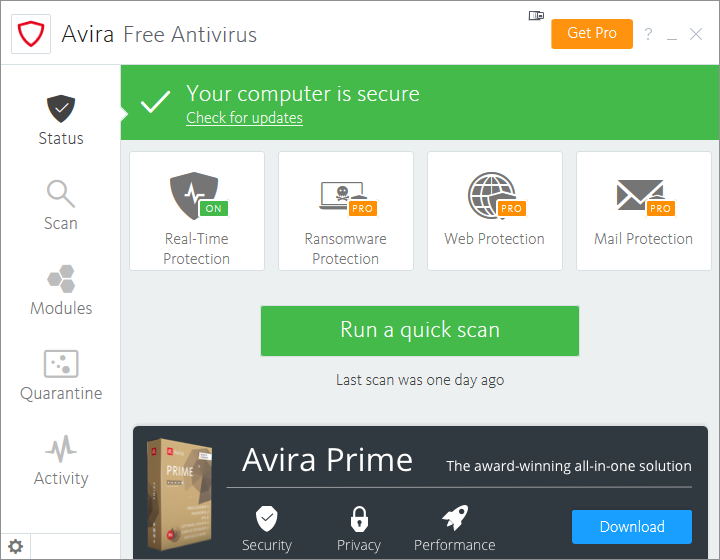 Avira Free Antivirus
Get Pro
?
Your computer is secure
Check for updates
Status
Scan
Modules
Quarantine
Activity
ON
Real-Time
Protection
PRO
Ransomware
Protection
PRO
Web Protection
PRO
Mail Protection
Run a quick scan
Last scan was one day ago
PRIME
Avira Prime
The award-winning all-in-one solution
Security
Privacy
Performance
Download